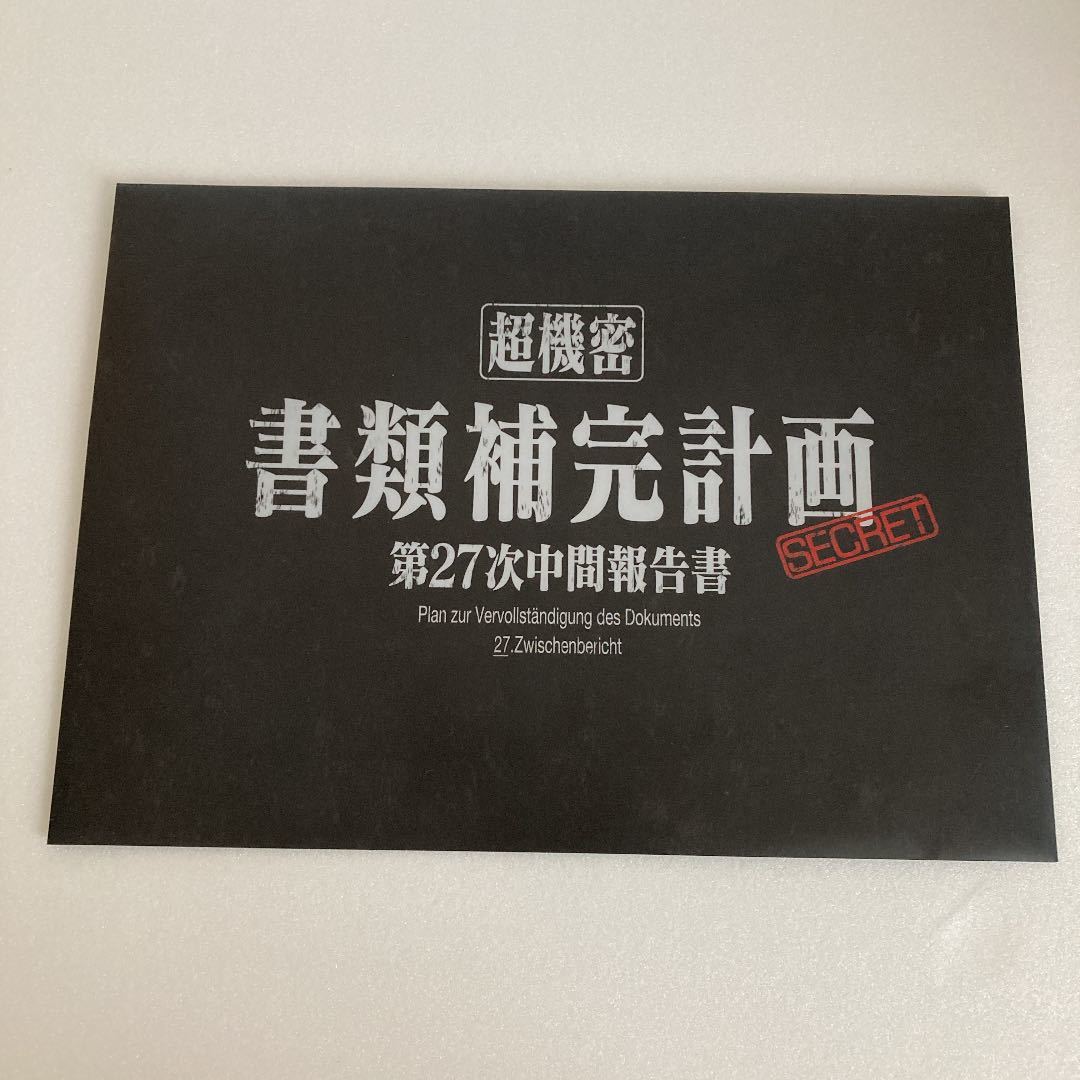 超機密
書類補完計画
SECRET
第27次中間報告書
Plan zur Vervollständigung des Dokuments
27.Zwischenbericht